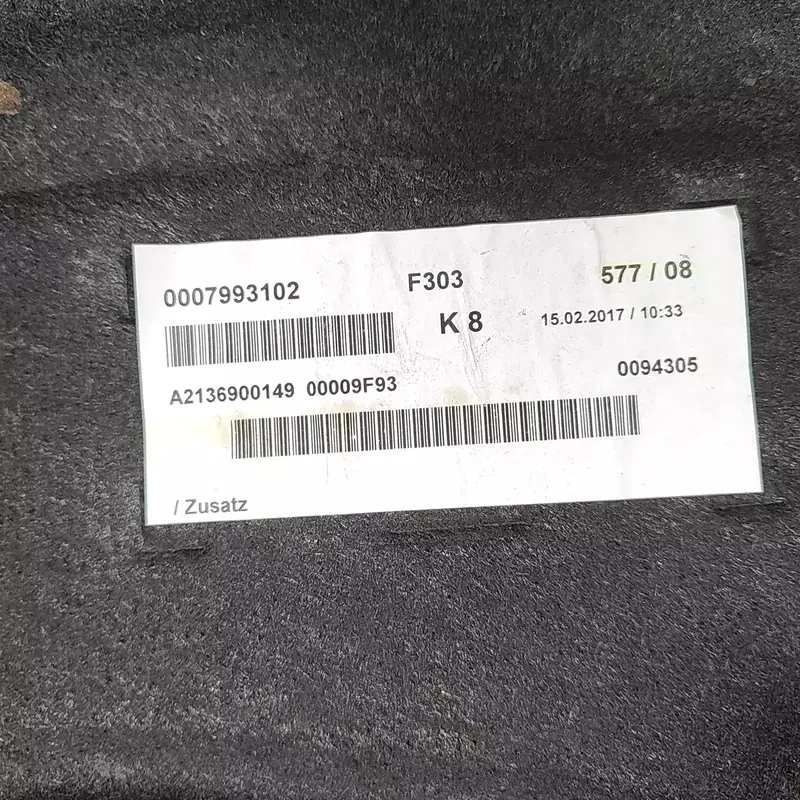 0007993102 F303 577 / 08
K 8 15.02.2017 / 10:33
A2136900149 00009F93 0094305
/ Zusatz